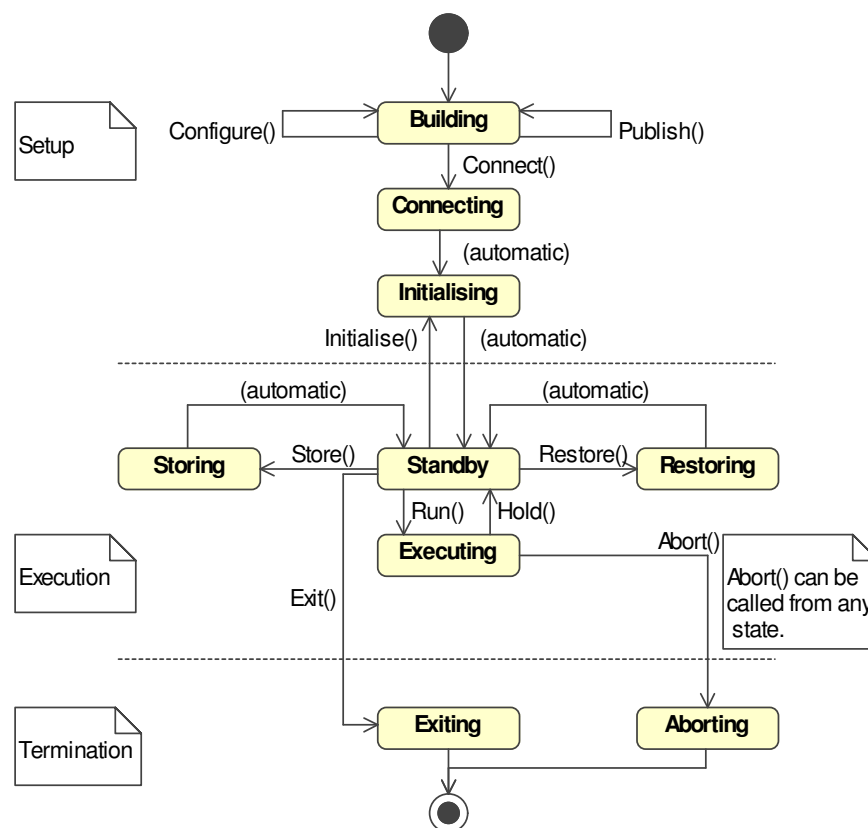 Building
Configure()
Publish()
Setup
Connect()
Connecting
(automatic)
Initialising
Initialise()
(automatic)
(automatic)
(automatic)
Storing
Store()
Standby
Restore()
Restoring
Run()
Hold()
Executing
Abort()
Execution
Abort() can be
called from any
state.
Exit()
Termination
Exiting
Aborting